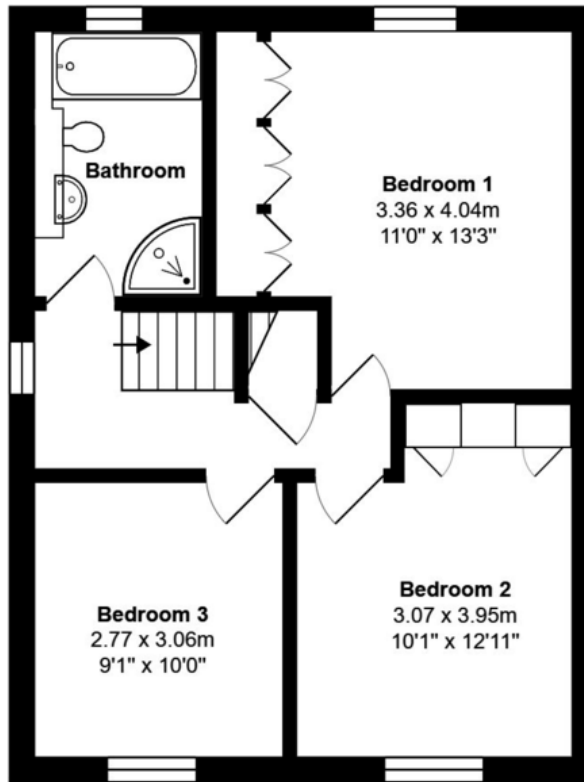 Bathroom
Bedroom 1
3.36 x 4.04m
11'0" x 13'3"
Bedroom 3
2.77 x 3.06m
9'1" x 10'0"
Bedroom 2
3.07 x 3.95m
10'1" x 12'11"